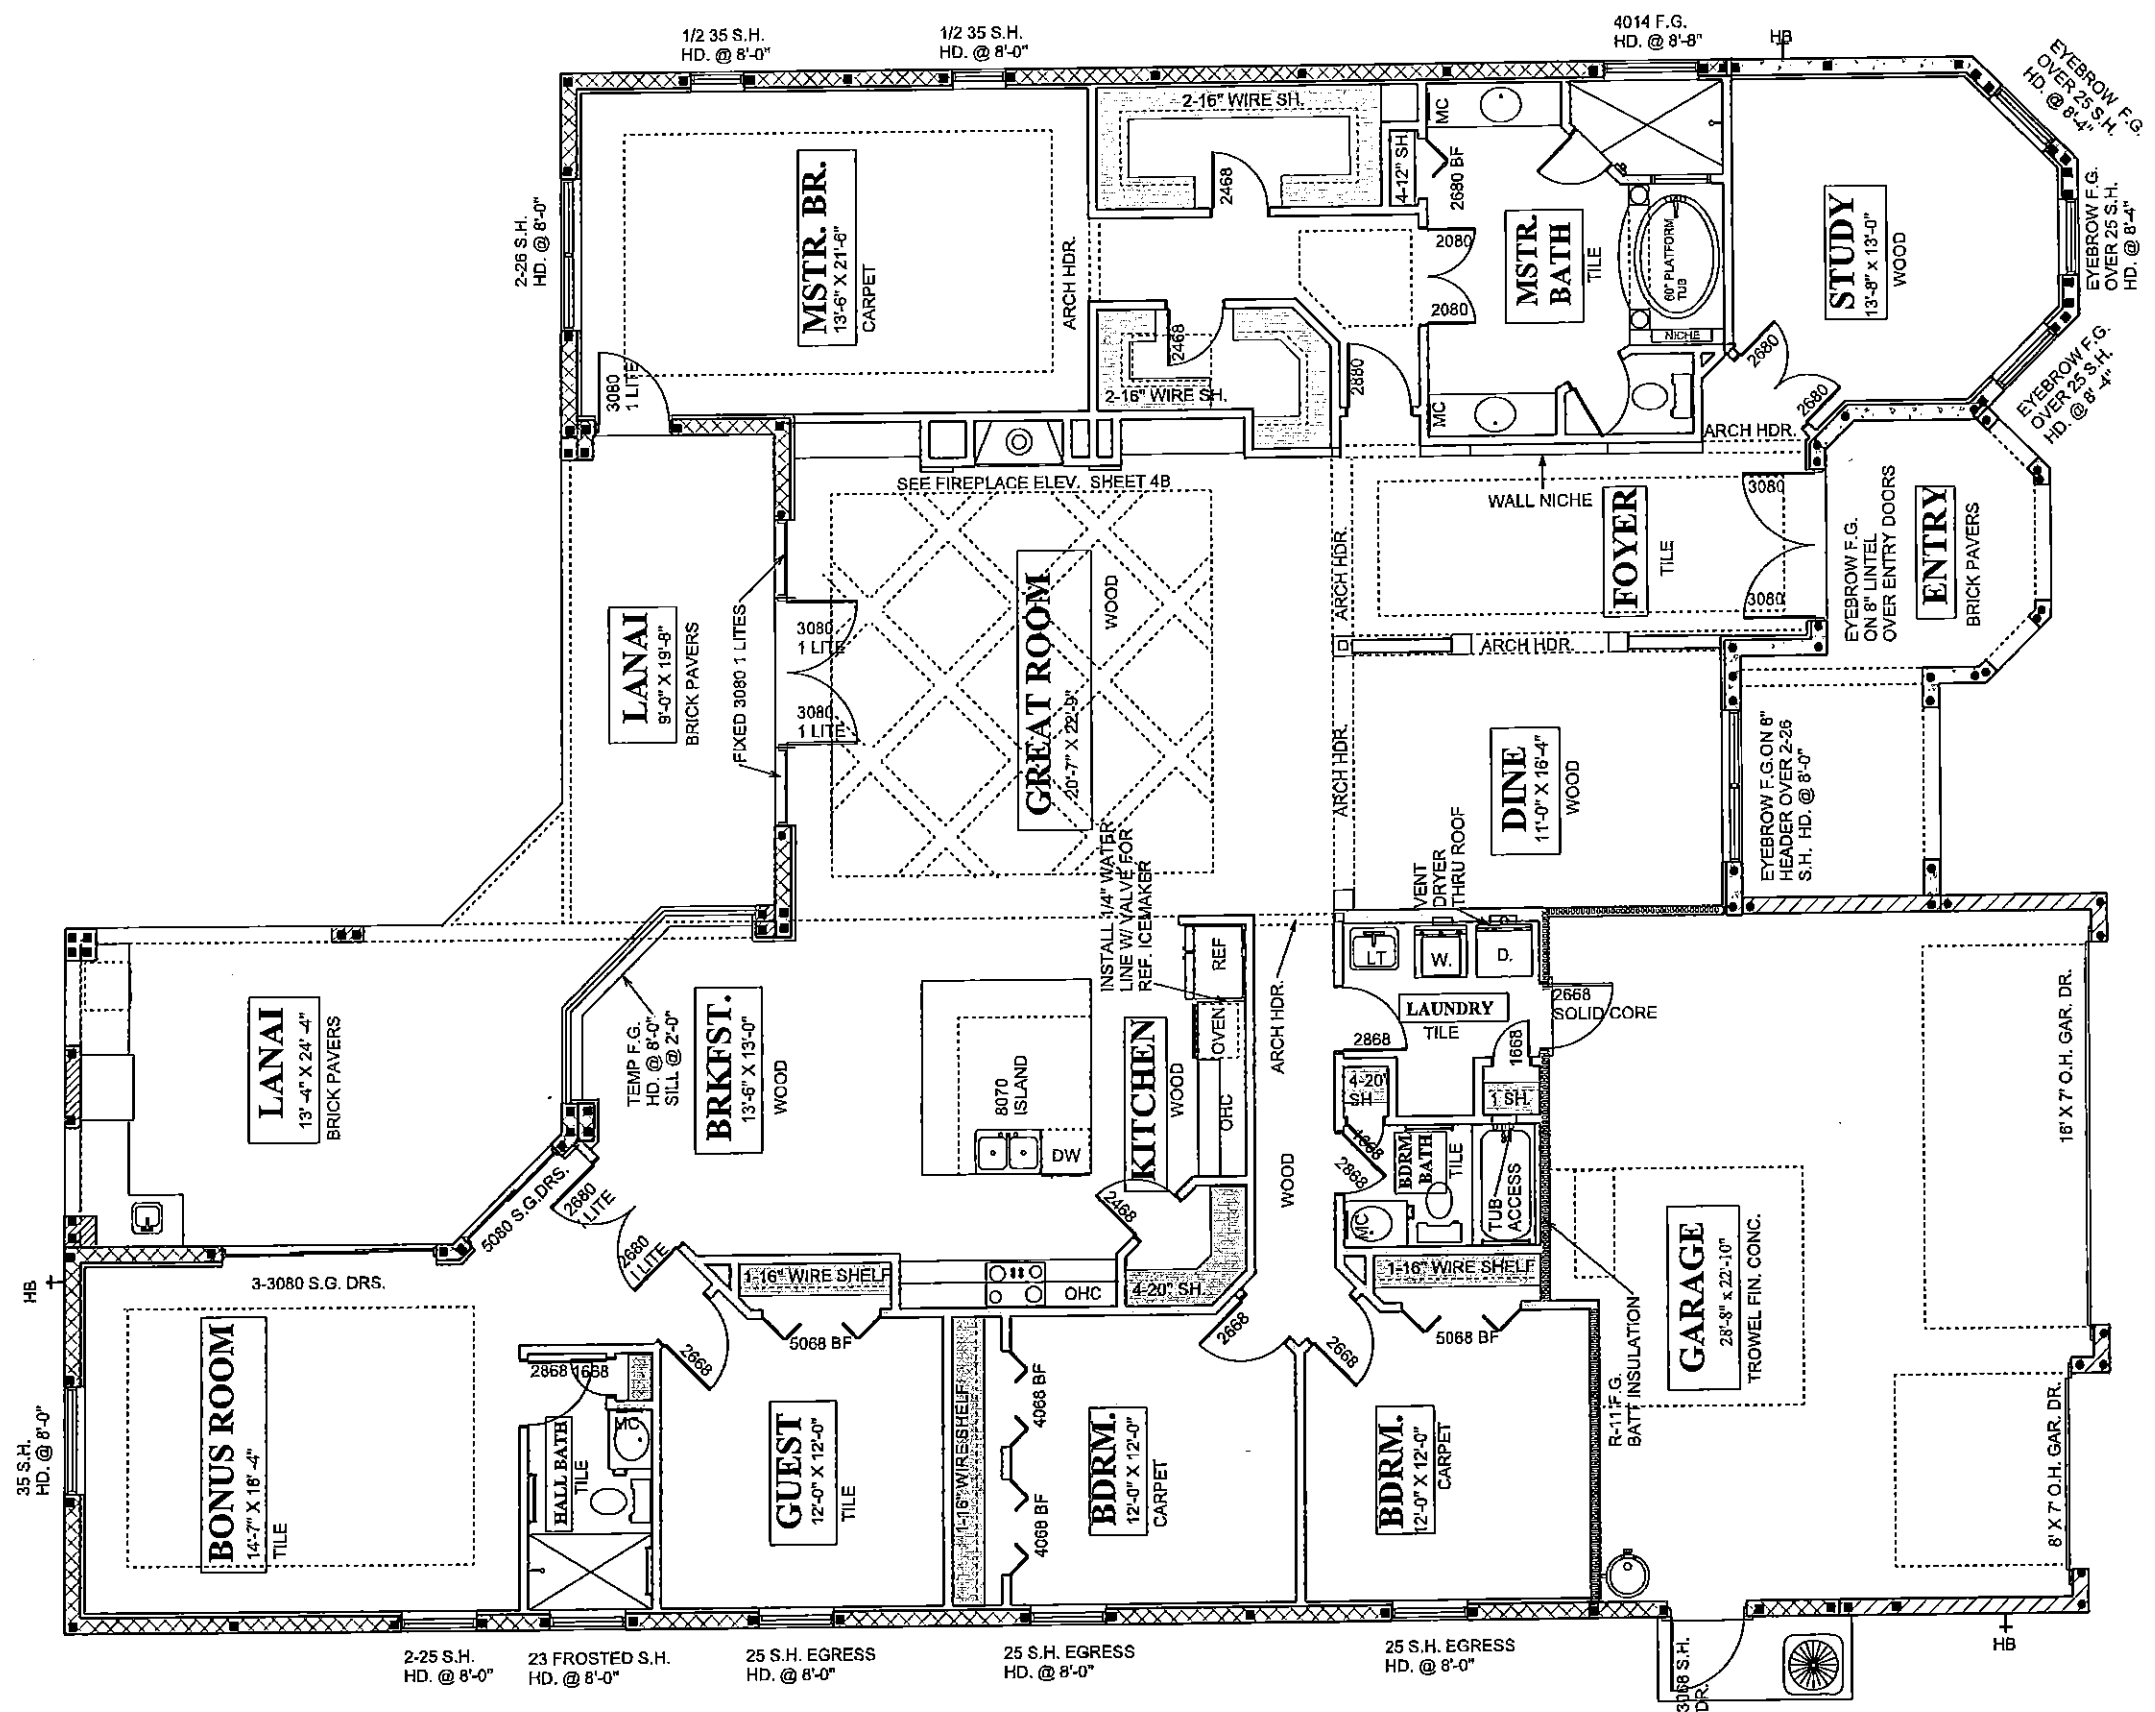 1/2 35 S.H.
HD. @ 8'-0"
1/2 35 S.H.
HD. @ 8'-0"
4014 F.G.
HD. @ 8'-8"
HB
EYEBROW F.G.
OVER 25 S.H.
HD. @ 8'-4"
EYEBROW F.G.
OVER 25 S.H.
HD. @ 8'-4"
EYEBROW F.G.
OVER 25 S.H.
HD. @ 8'-4"
2-26 S.H.
HD. @ 8'-0"
MSTR. BR.
13'-6" X 21'-6"
CARPET
3080
1 LITE
ARCH HDR.
2-16" WIRE SH.
2468
4-12" SH.
MC
2680 BF
2080
2080
MSTR.
BATH
TILE
60" PLATFORM
TUB
NICHE
STUDY
13'-8" X 13'-0"
WOOD
2680
2680
2468
2-16" WIRE SH.
2880
MC
ARCH HDR.
SEE FIREPLACE ELEV. SHEET 4B
WALL NICHE
FOYER
TILE
3080
3080
EYEBROW F.G.
ON 8" LINTEL
OVER ENTRY DOORS
ENTRY
BRICK PAVERS
LANAI
9'-0" X 19'-8"
BRICK PAVERS
FIXED 3080 1 LITES
3080
1 LITE
3080
1 LITE
GREAT ROOM
20'-7" X 22'-9"
WOOD
ARCH HDR.
ARCH HDR.
ARCH HDR.
DINE
11'-0" X 16'-4"
WOOD
EYEBROW F.G.ON 8"
HEADER OVER 2-26
S.H. HD. @ 8'-0"
VENT
DRYER
THRU ROOF
INSTALL 1/4" WATER
LINE W/ VALVE FOR
REF. ICEMAKER
LANAI
13'-4" X 24'-4"
BRICK PAVERS
TEMP F.G.
HD. @ 8'-0"
SILL @ 2'-0"
BRKFST.
13'-6" X 13'-0"
WOOD
8070
ISLAND
DW
KITCHEN
WOOD
REF
OVEN
OHC
ARCH HDR.
WOOD
LT
W.
D.
LAUNDRY
TILE
2868
1668
2668
SOLID CORE
4-20"
SH.
1 SH.
1668
2868
BDRM
BATH
TILE
MC
TUB
ACCESS
1-16" WIRE SHELF
16' X 7' O.H. GAR. DR.
GARAGE
28'-8" x 22'-10"
TROWEL FIN. CONC.
R-11 F.G.
BATT INSULATION
8' X 7' O.H. GAR. DR.
5080 S.G.DRS.
2680
1 LITE
2680
1 LITE
2468
4-20" SH.
OHC
1-16" WIRE SHELF
3-3080 S.G. DRS.
HB
35 S.H.
HD. @ 8'-0"
BONUS ROOM
14'-7" X 18'-4"
TILE
2868
1668
MC
HALL BATH
TILE
2668
5068 BF
GUEST
12'-0" X 12'-0"
TILE
1-16" WIRE SHELF
4068 BF
4068 BF
2668
BDRM.
12'-0" X 12'-0"
CARPET
2668
5068 BF
BDRM.
12'-0" X 12'-0"
CARPET
2-25 S.H.
HD. @ 8'-0"
23 FROSTED S.H.
HD. @ 8'-0"
25 S.H. EGRESS
HD. @ 8'-0"
25 S.H. EGRESS
HD. @ 8'-0"
25 S.H. EGRESS
HD. @ 8'-0"
3068 S.H.
DR.
HB